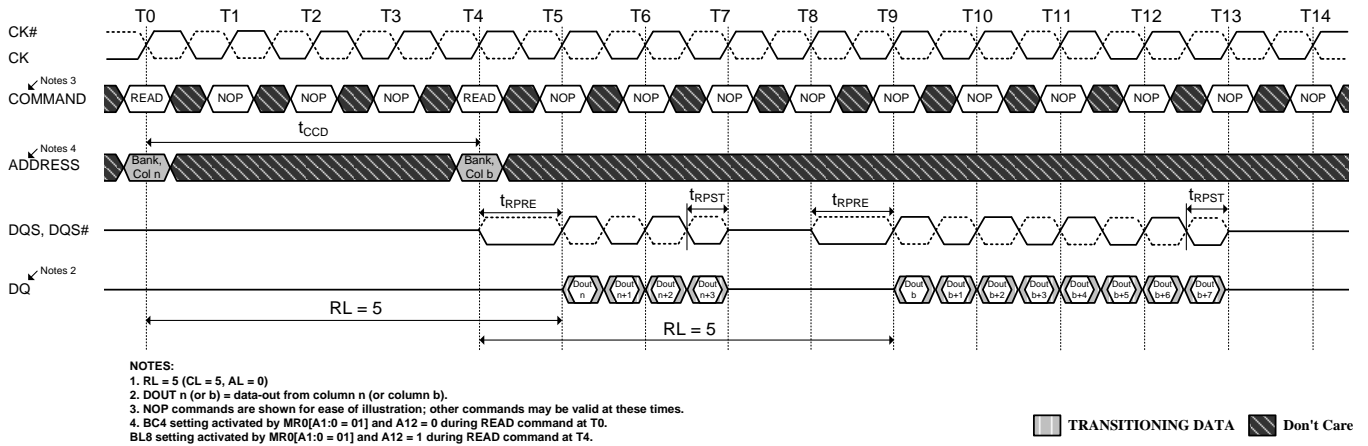 T0 T1 T2 T3 T4 T5 T6 T7 T8 T9 T10 T11 T12 T13 T14
CK#
CK
Notes 3
COMMAND READ NOP NOP NOP READ NOP NOP NOP NOP NOP NOP NOP NOP NOP NOP
tCCD
Notes 4
ADDRESS Bank, Col n Bank, Col b
tRPRE tRPST tRPRE tRPST
DQS, DQS#
Notes 2
DQ Dout n Dout n+1 Dout n+2 Dout n+3 Dout b Dout b+1 Dout b+2 Dout b+3 Dout b+4 Dout b+5 Dout b+6 Dout b+7
RL = 5
RL = 5
NOTES:
1. RL = 5 (CL = 5, AL = 0)
2. DOUT n (or b) = data-out from column n (or column b).
3. NOP commands are shown for ease of illustration; other commands may be valid at these times.
4. BC4 setting activated by MR0[A1:0 = 01] and A12 = 0 during READ command at T0.
BL8 setting activated by MR0[A1:0 = 01] and A12 = 1 during READ command at T4.
TRANSITIONING DATA Don't Care